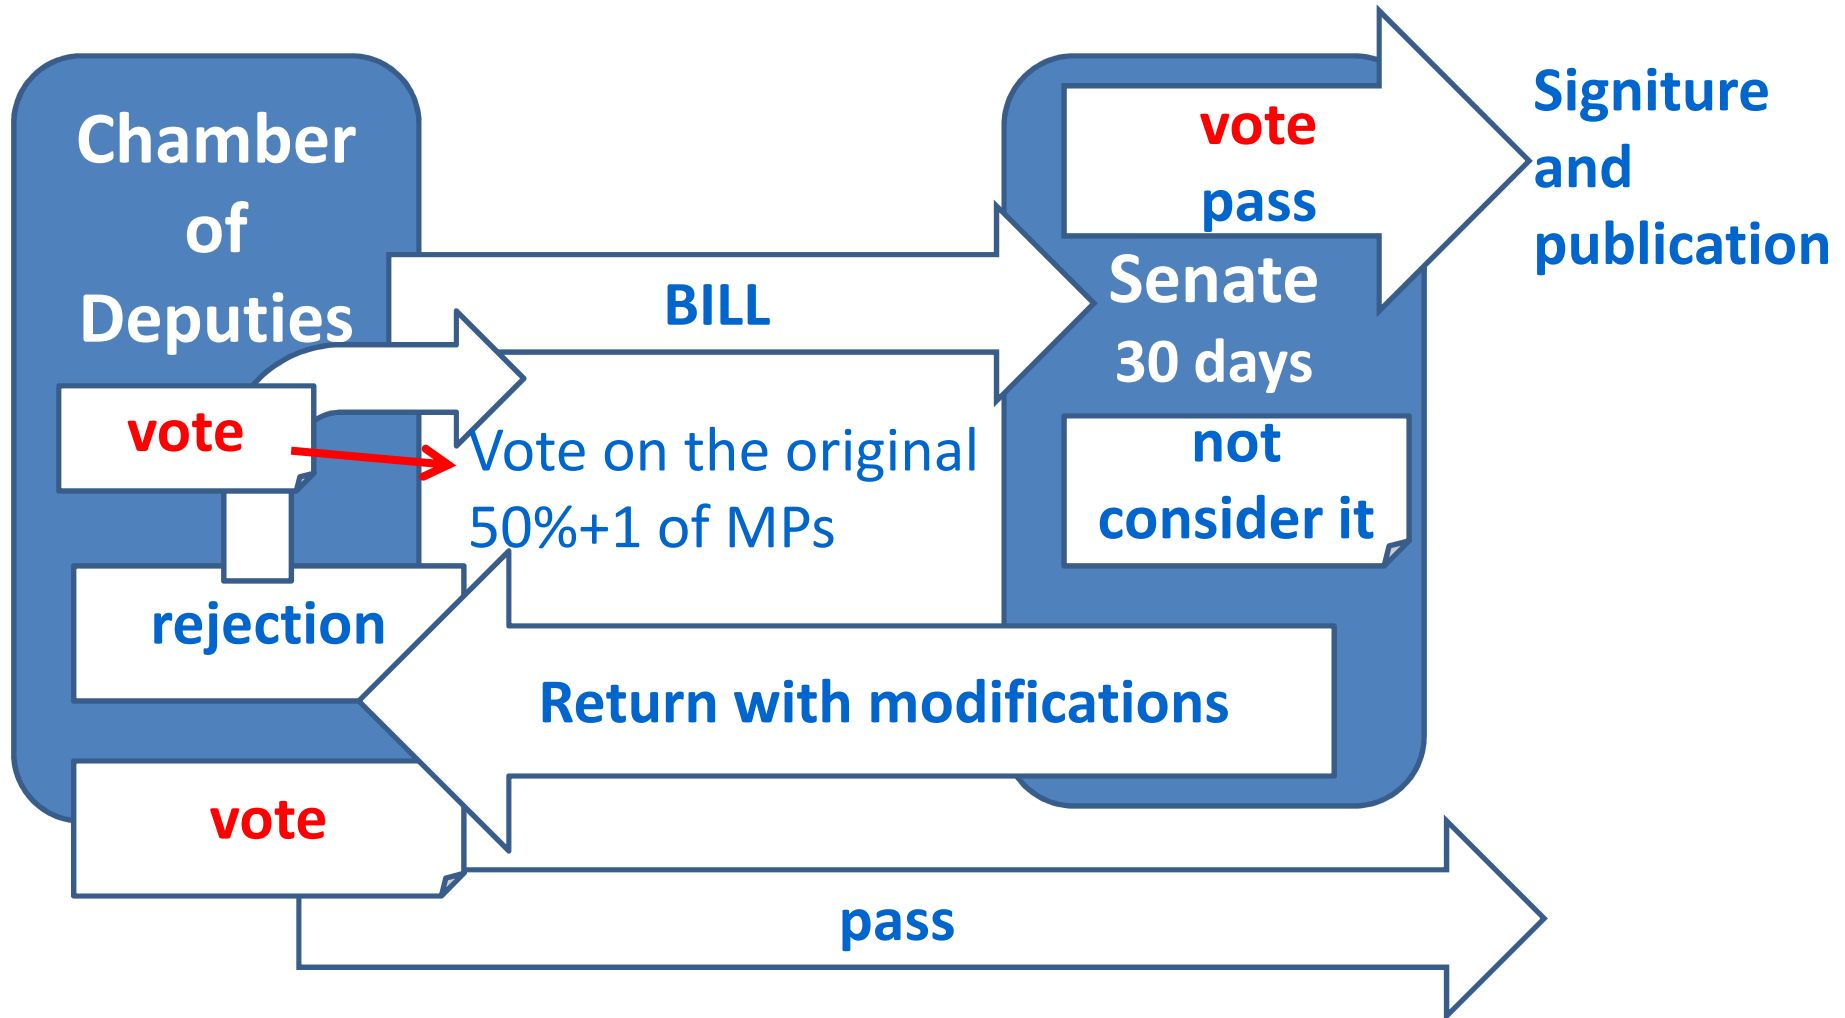 Chamber
of
Deputies
vote
rejection
vote
BILL
Vote on the original
50%+1 of MPs
Return with modifications
pass
vote
pass
Senate
30 days
not
consider it
Signiture
and
publication